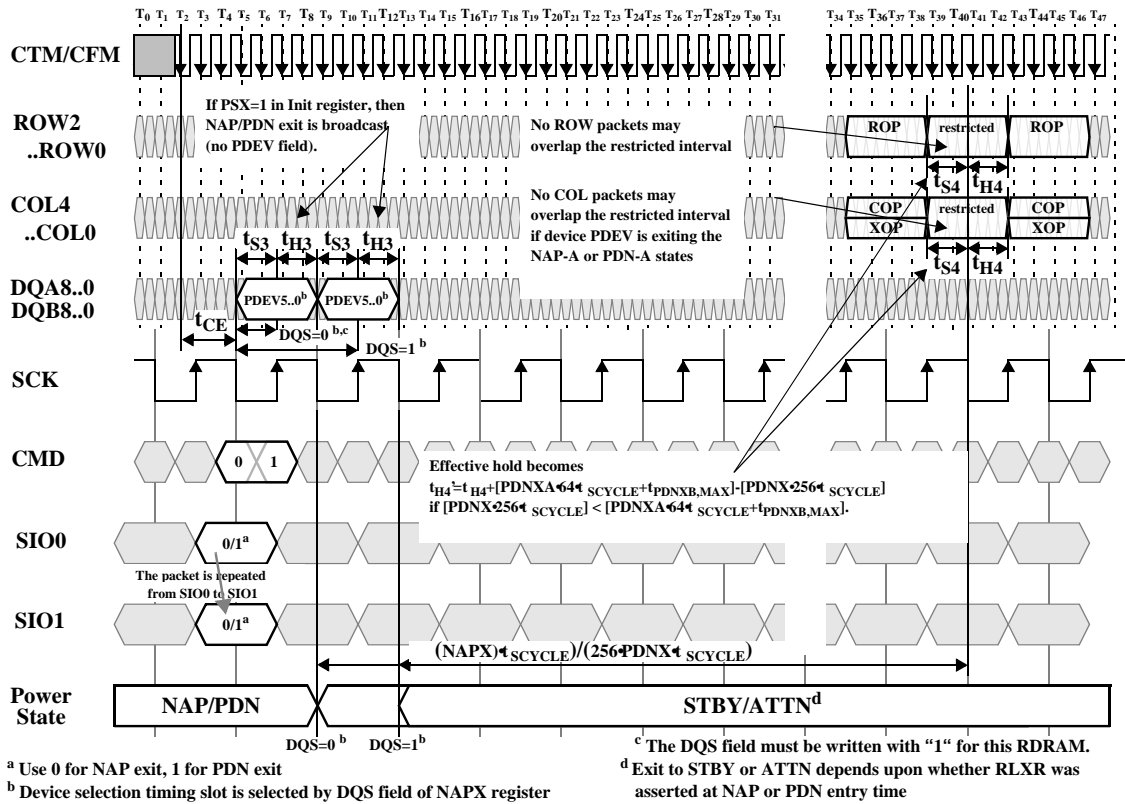 T0 T1 T2 T3 T4 T5 T6 T7 T8 T9 T10 T11 T12 T13 T14 T15 T16 T17 T18 T19 T20 T21 T22 T23 T24 T25 T26 T27 T28 T29 T30 T31 T34 T35 T36 T37 T38 T39 T40 T41 T42 T43 T44 T45 T46 T47
CTM/CFM
If PSX=1 in Init register, then
NAP/PDN exit is broadcast
(no PDEV field).
ROW2
..ROW0
No ROW packets may
overlap the restricted interval
ROP restricted ROP
tS4 tH4
COL4
..COL0
No COL packets may
overlap the restricted interval
if device PDEV is exiting the
NAP-A or PDN-A states
COP restricted COP
XOP XOP
tS4 tH4
tS3 tH3 tS3 tH3
DQA8..0
DQB8..0
PDEV5..0b PDEV5..0b
tCE
DQS=0 b,c
DQS=1 b
SCK
CMD
0 1
Effective hold becomes
tH4'=tH4+[PDNXA•64•tSCYCLE+tPDNXB,MAX]-[PDNX•256•tSCYCLE]
if [PDNX•256•tSCYCLE] < [PDNXA•64•tSCYCLE+tPDNXB,MAX].
SIO0
0/1a
The packet is repeated
from SIO0 to SIO1
SIO1
0/1a
(NAPX)•tSCYCLE)/(256•PDNX•tSCYCLE)
Power
State
NAP/PDN
STBY/ATTNd
DQS=0 b
DQS=1b
a Use 0 for NAP exit, 1 for PDN exit
b Device selection timing slot is selected by DQS field of NAPX register
c The DQS field must be written with “1” for this RDRAM.
d Exit to STBY or ATTN depends upon whether RLXR was
asserted at NAP or PDN entry time